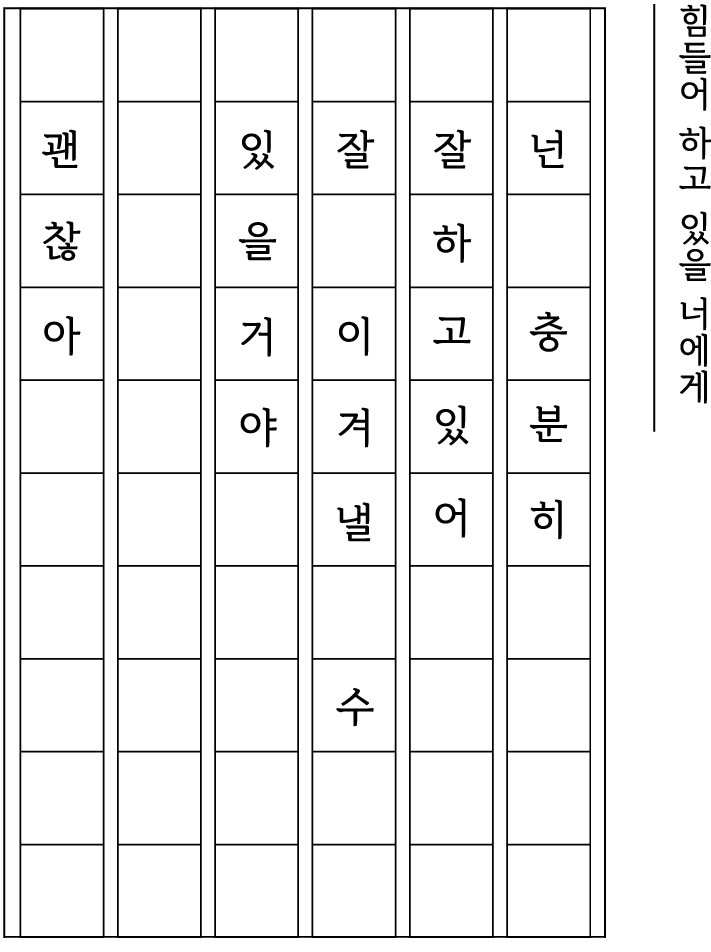 힘들어 하고 있을 너에게
넌 충분히
잘하고있어
잘 이겨낼 수
있을거야
괜찮아